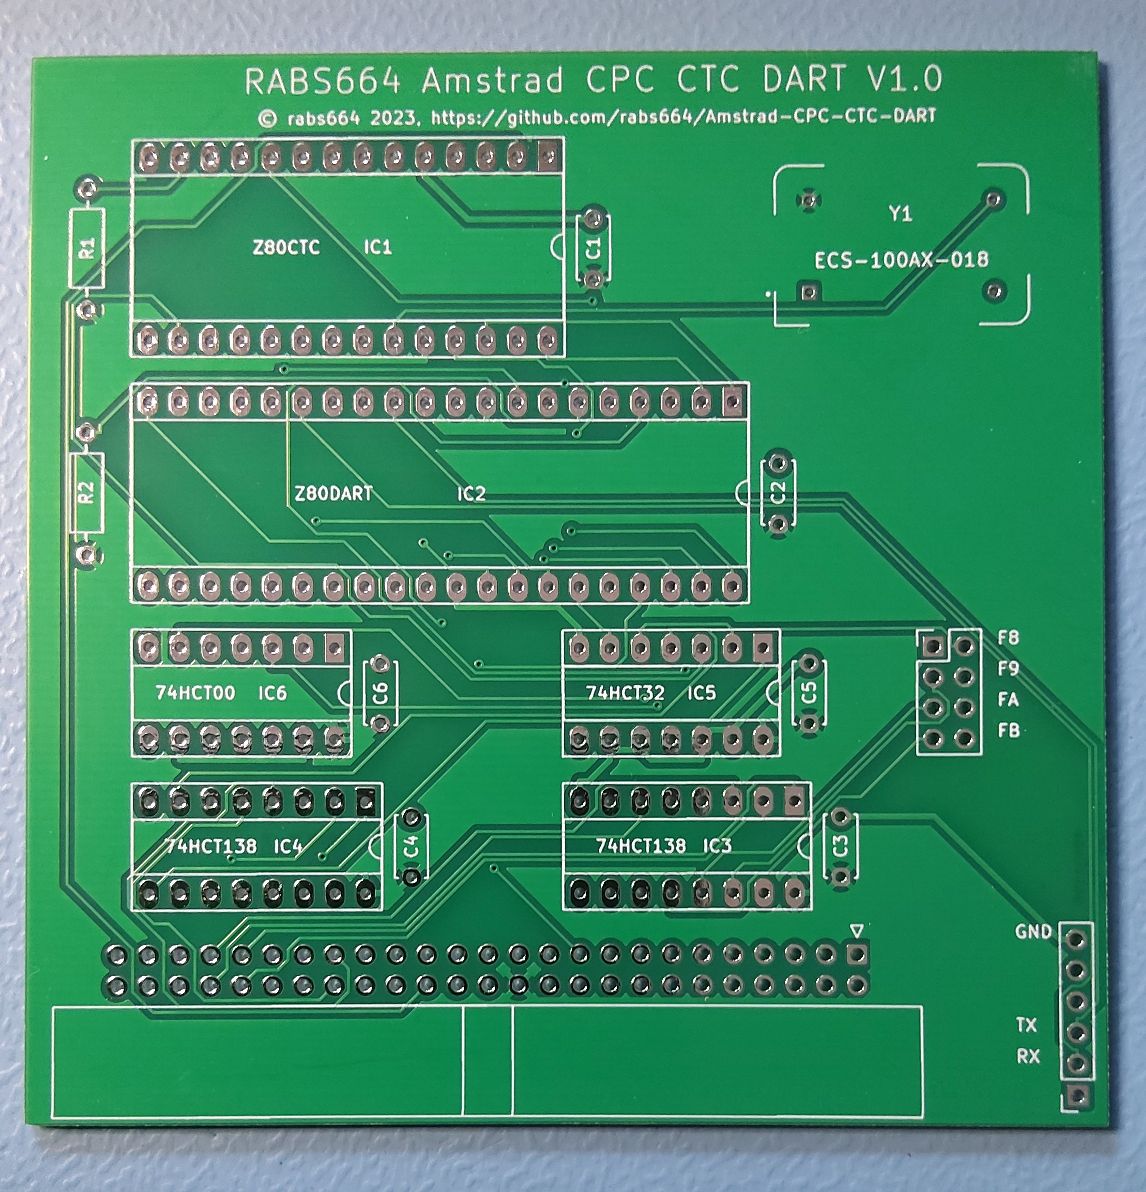 RABS664 Amstrad CPC CTC DART V1.0
© rabs664 2023, https://github.com/rabs664/Amstrad-CPC-CTC-DART
R1
Z80CTC IC1
C1
Y1
ECS-100AX-018
R2
Z80DART IC2
C2
F8
F9
FA
FB
74HCT00 IC6
C6
74HCT32 IC5
C5
74HCT138 IC4
C4
74HCT138 IC3
C3
GND
TX
RX